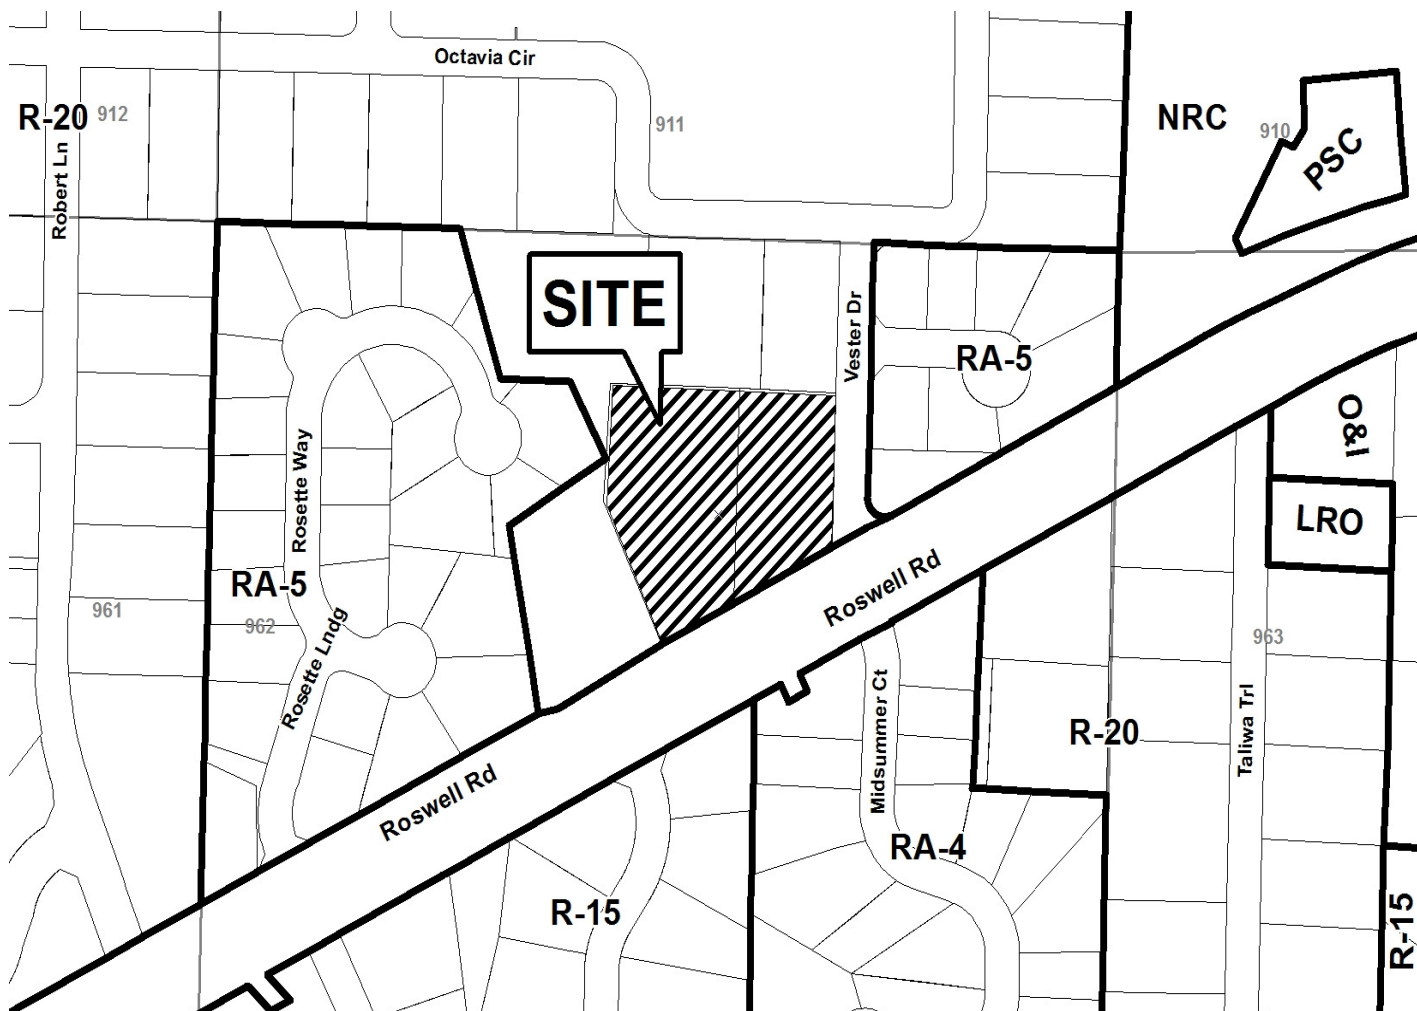 Octavia Cir
R-20
912
911
NRC
910
PSC
Robert Ln
SITE
Vester Dr
RA-5
O&I
LRO
Rosette Way
RA-5
Roswell Rd
961
962
963
Rosette Lndg
Midsummer Ct
R-20
Taliwa Trl
Roswell Rd
RA-4
R-15
R-15